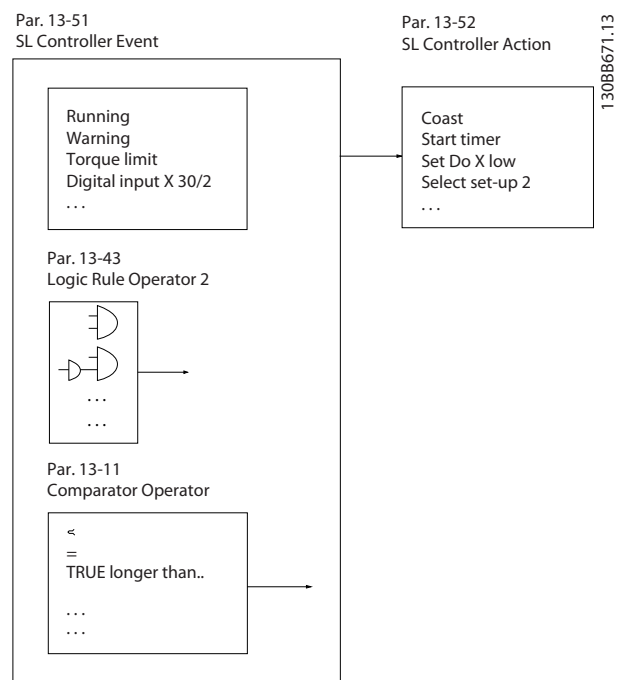 Par. 13-51
SL Controller Event
Par. 13-52
SL Controller Action
130BB671.13
Running
Warning
Torque limit
Digital input X 30/2
. . .
Coast
Start timer
Set Do X low
Select set-up 2
. . .
Par. 13-43
Logic Rule Operator 2
. . .
. . .
Par. 13-11
Comparator Operator
<
=
TRUE longer than..
. . .
. . .